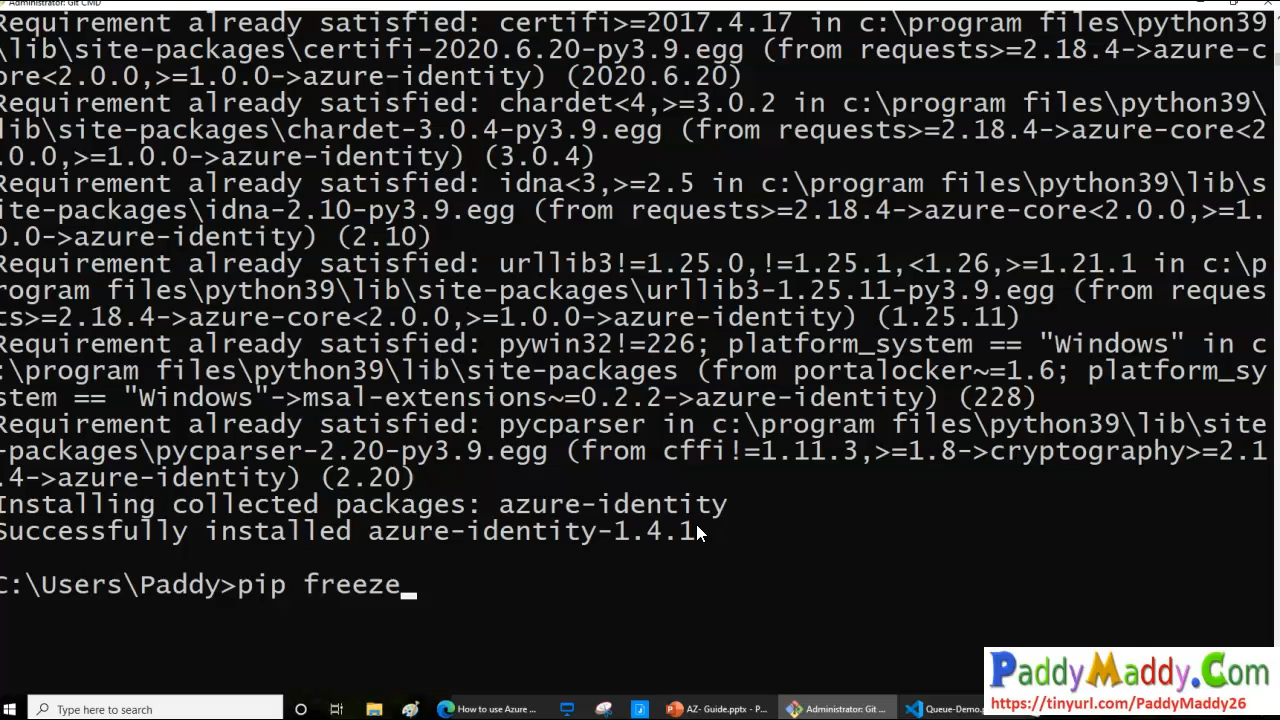 Administrator: Git CMD
Requirement already satisfied: certifi>=2017.4.17 in c:\program files\python39
\lib\site-packages\certifi-2020.6.20-py3.9.egg (from requests>=2.18.4->azure-c
ore<2.0.0,>=1.0.0->azure-identity) (2020.6.20)
Requirement already satisfied: chardet<4,>=3.0.2 in c:\program files\python39\
lib\site-packages\chardet-3.0.4-py3.9.egg (from requests>=2.18.4->azure-core<2
.0.0,>=1.0.0->azure-identity) (3.0.4)
Requirement already satisfied: idna<3,>=2.5 in c:\program files\python39\lib\s
ite-packages\idna-2.10-py3.9.egg (from requests>=2.18.4->azure-core<2.0.0,>=1.
0.0->azure-identity) (2.10)
Requirement already satisfied: urllib3!=1.25.0,!=1.25.1,<1.26,>=1.21.1 in c:\p
rogram files\python39\lib\site-packages\urllib3-1.25.11-py3.9.egg (from reques
ts>=2.18.4->azure-core<2.0.0,>=1.0.0->azure-identity) (1.25.11)
Requirement already satisfied: pywin32!=226; platform_system == "Windows" in c
:\program files\python39\lib\site-packages (from portalocker~=1.6; platform_sy
stem == "Windows"->msal-extensions~=0.2.2->azure-identity) (228)
Requirement already satisfied: pycparser in c:\program files\python39\lib\site
-packages\pycparser-2.20-py3.9.egg (from cffi!=1.11.3,>=1.8->cryptography>=2.1
.4->azure-identity) (2.20)
Installing collected packages: azure-identity
Successfully installed azure-identity-1.4.1
C:\Users\Paddy>pip freeze
PaddyMaddy.Com
https://tinyurl.com/PaddyMaddy26
Type here to search
How to use Azure ...
AZ- Guide.pptx - P...
Administrator: Git ...
Queue-Demo.p